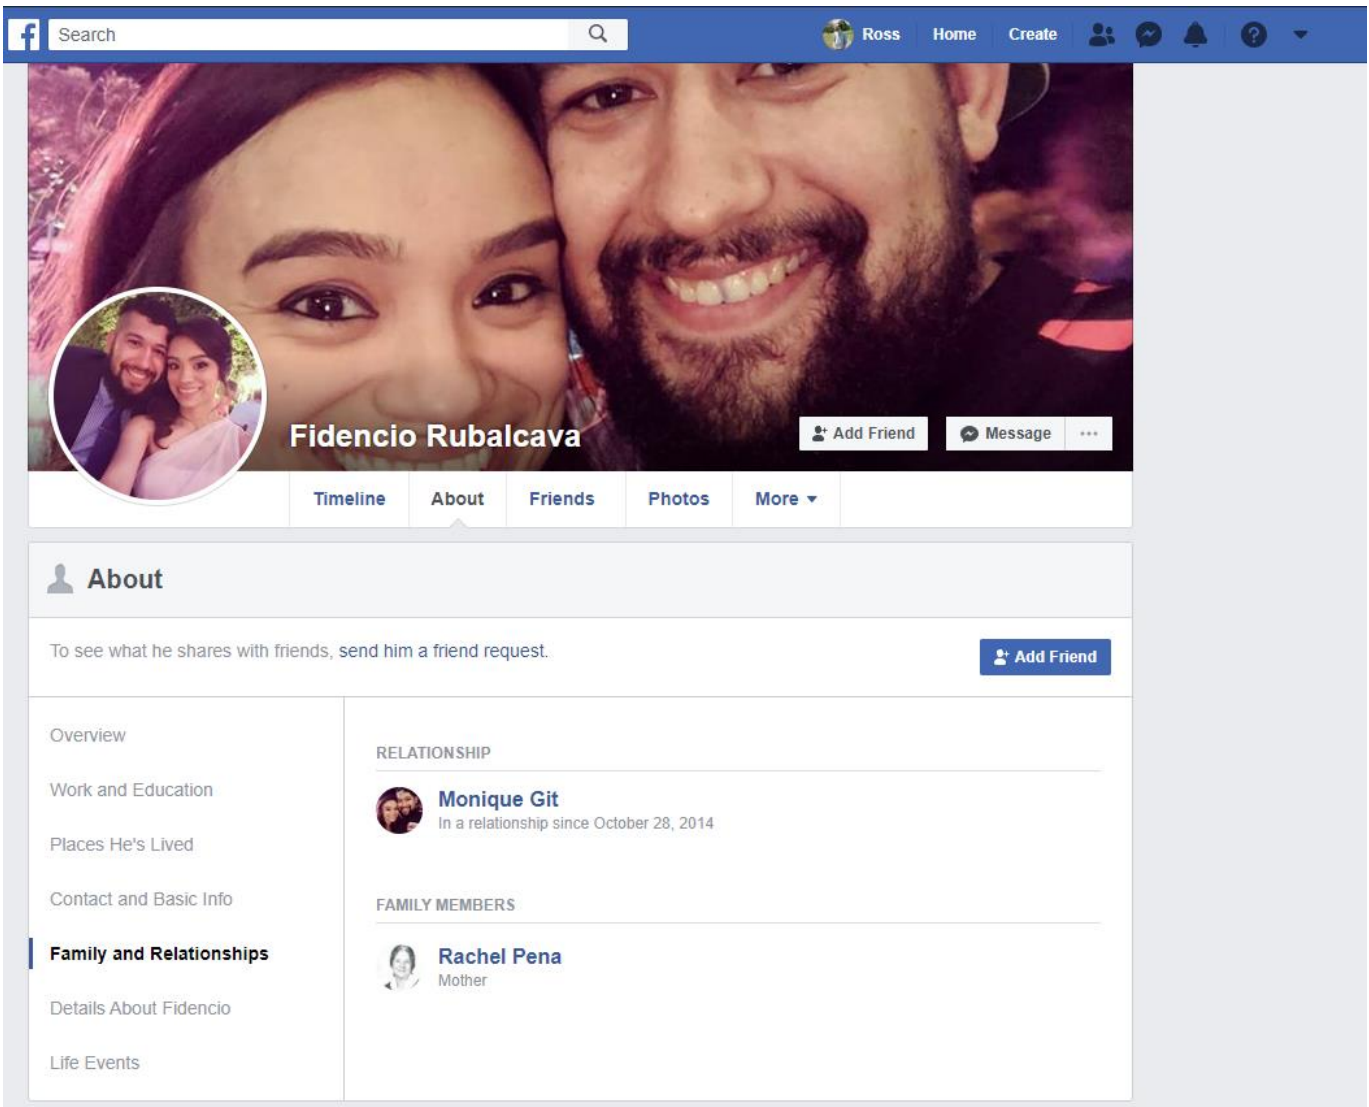 f
Search
Ross Home Create
Fidencio Rubalcava
Add Friend
Message
Timeline About Friends Photos More
About
To see what he shares with friends, send him a friend request.
Add Friend
Overview
Work and Education
Places He's Lived
Contact and Basic Info
Family and Relationships
Details About Fidencio
Life Events
RELATIONSHIP
Monique Git
In a relationship since October 28, 2014
FAMILY MEMBERS
Rachel Pena
Mother